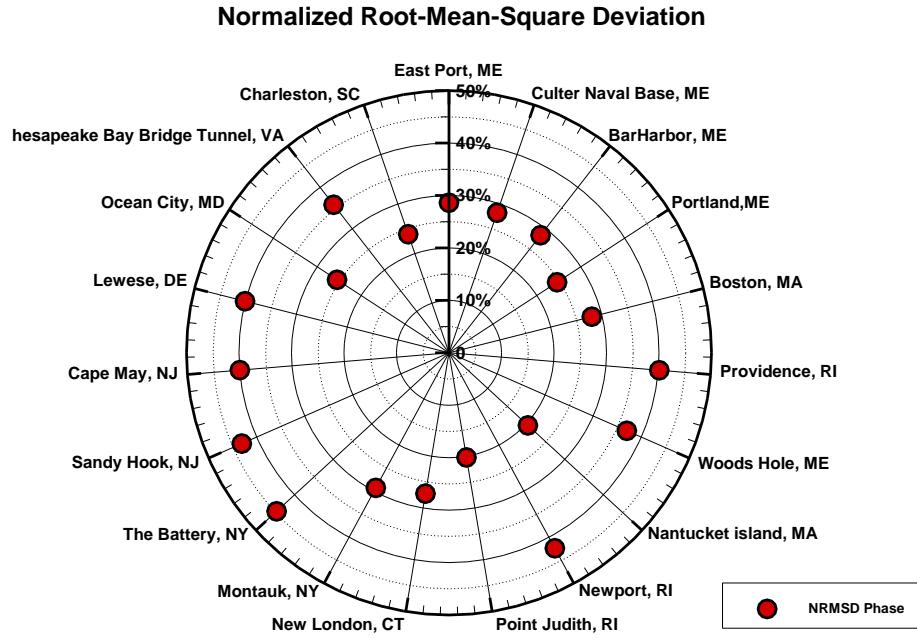 Normalized Root-Mean-Square Deviation
East Port, ME
Culter Naval Base, ME
BarHarbor, ME
Portland,ME
Boston, MA
Providence, RI
Woods Hole, ME
Nantucket island, MA
Newport, RI
Point Judith, RI
New London, CT
Montauk, NY
The Battery, NY
Sandy Hook, NJ
Cape May, NJ
Lewese, DE
Ocean City, MD
hesapeake Bay Bridge Tunnel, VA
Charleston, SC
50%
40%
30%
20%
10%
0
NRMSD Phase